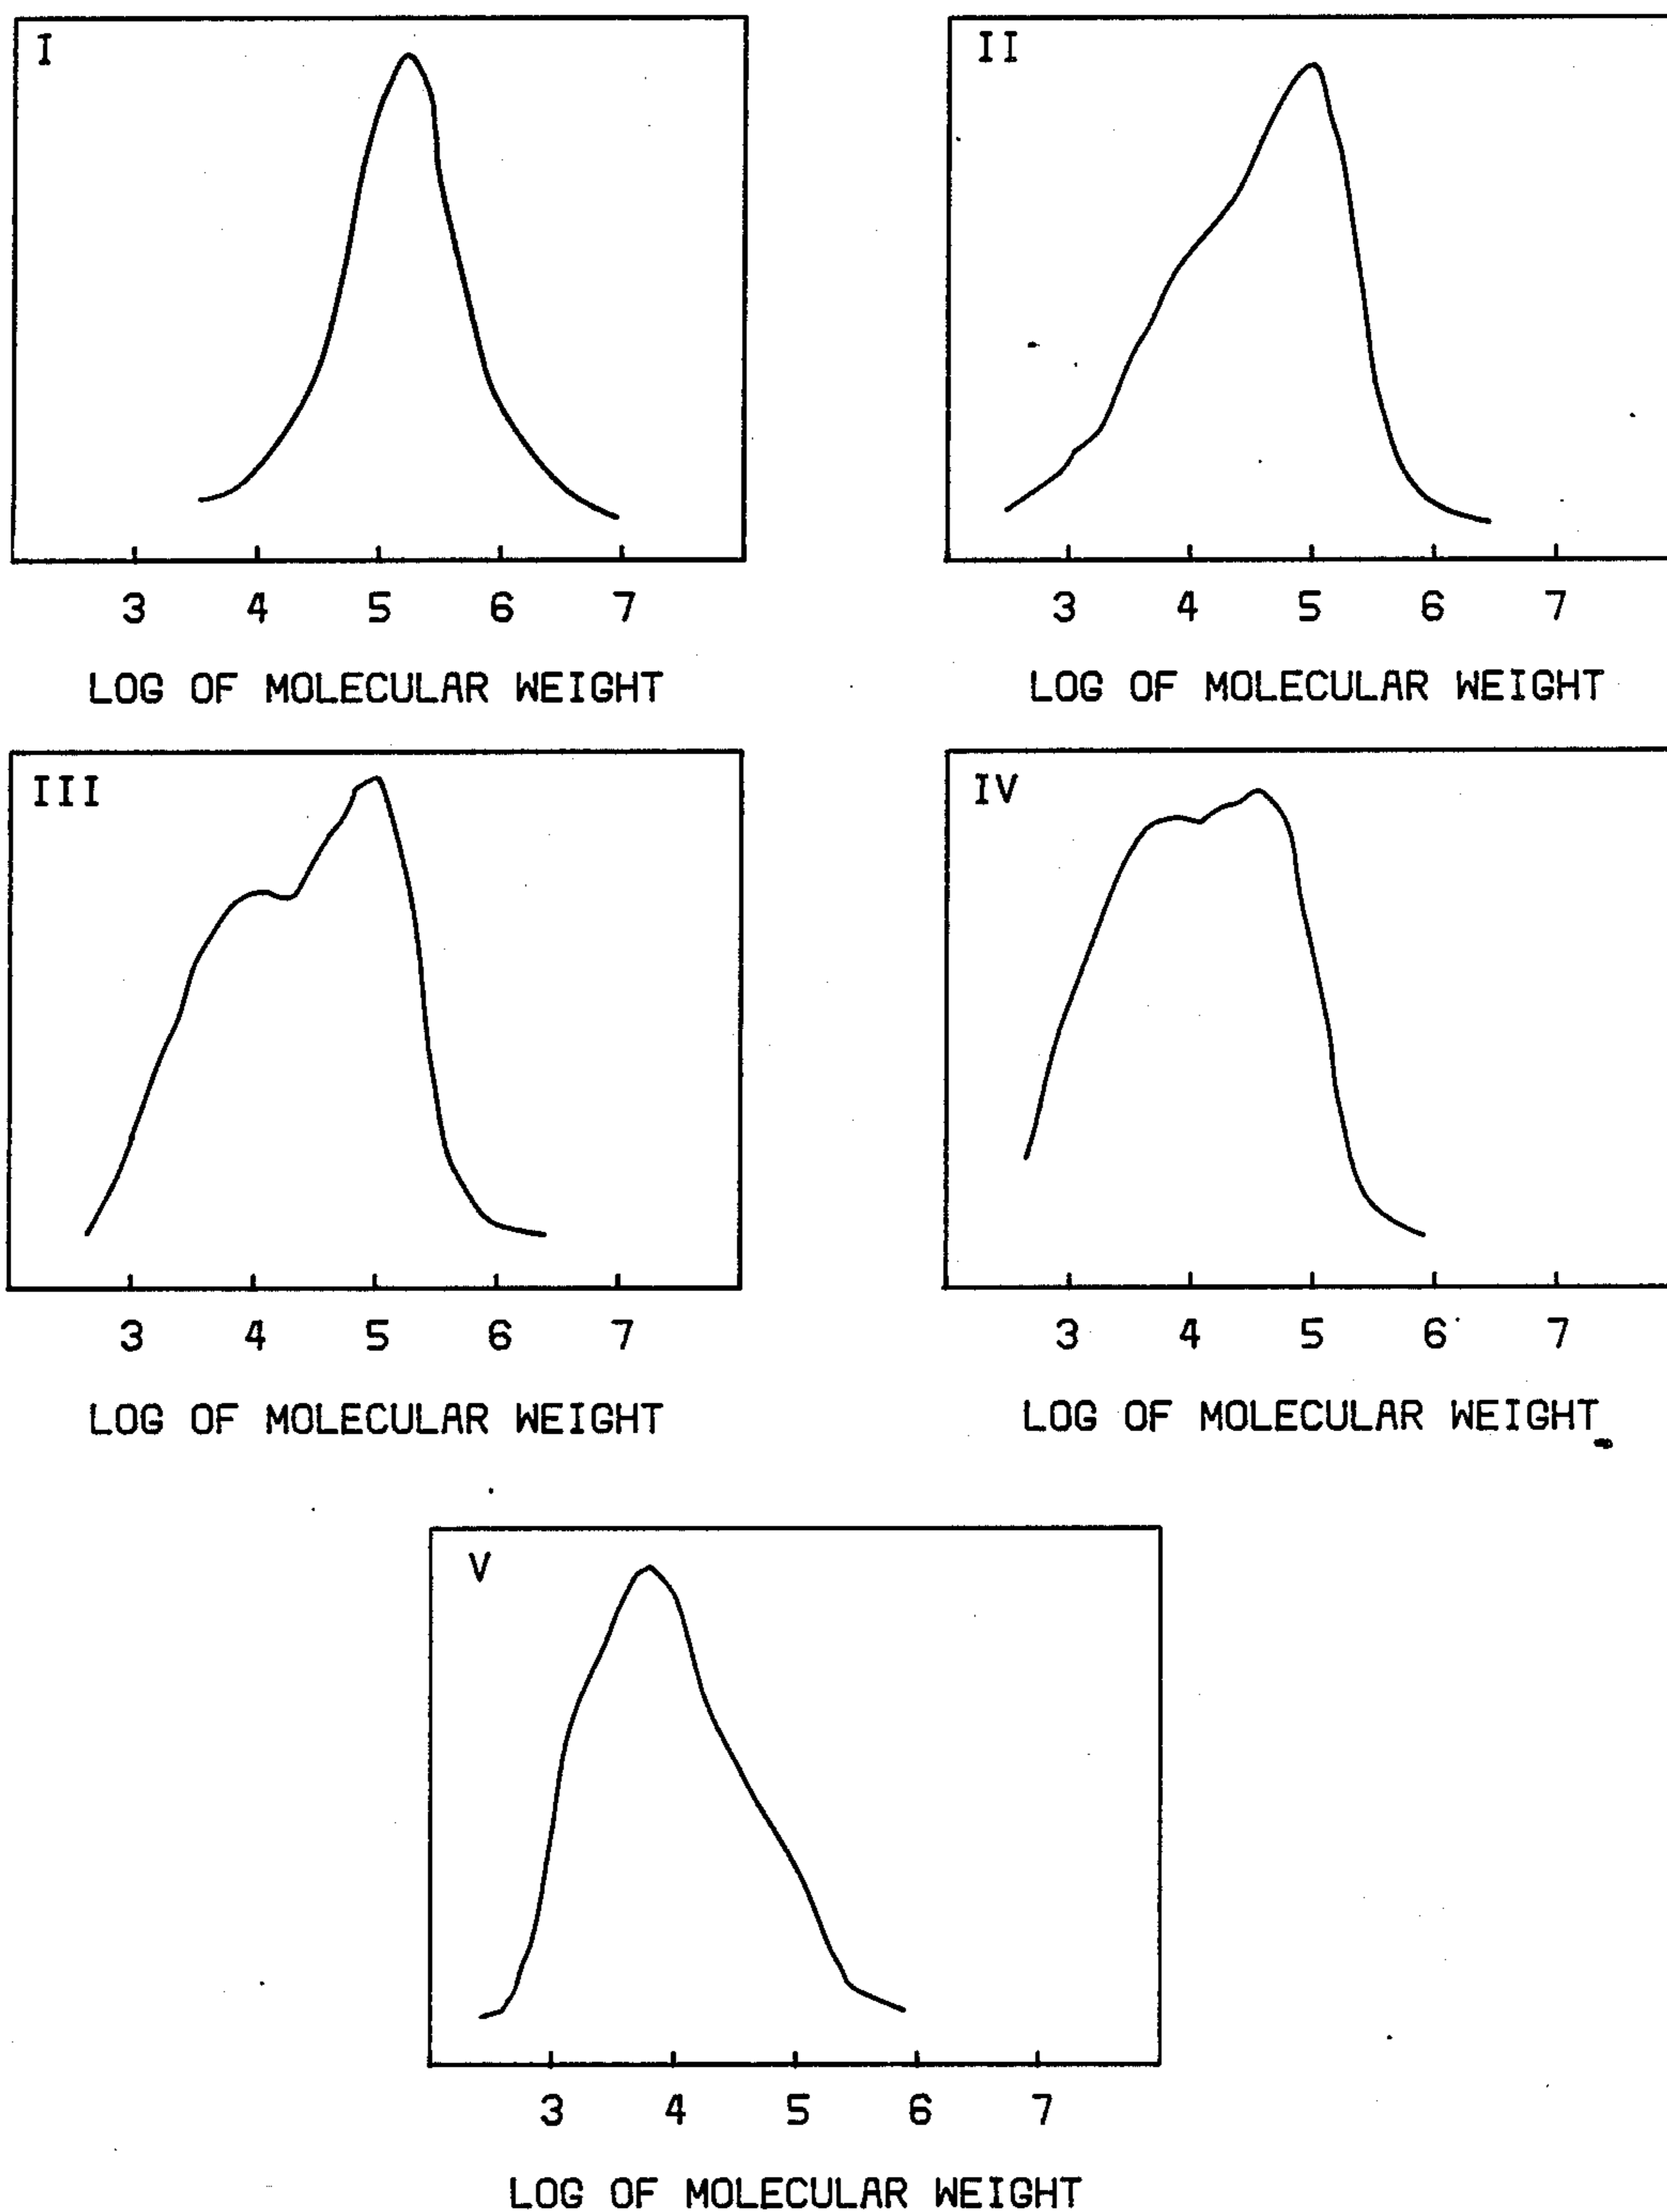 I
3 4 5 6 7
LOG OF MOLECULAR WEIGHT
II
3 4 5 6 7
LOG OF MOLECULAR WEIGHT
III
3 4 5 6 7
LOG OF MOLECULAR WEIGHT
IV
3 4 5 6 7
LOG OF MOLECULAR WEIGHT
V
3 4 5 6 7
LOG OF MOLECULAR WEIGHT